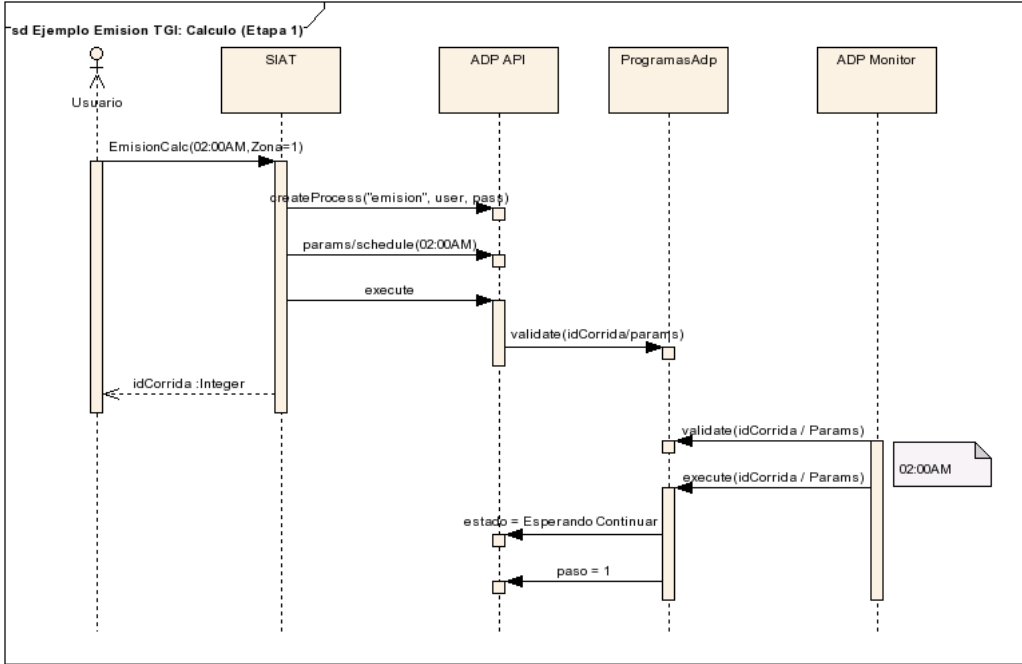 sd Ejemplo Emision TGI: Calculo (Etapa 1)
SIAT
ADP API
ProgramasAdp
ADP Monitor
Usuario
EmisionCalc(02:00AM,Zona=1)
createProcess("emision", user, pass)
params/schedule(02:00AM)
execute
validate(idCorrida/params)
idCorrida :Integer
validate(idCorrida / Params)
02:00AM
execute(idCorrida / Params)
estado = Esperando Continuar
paso = 1